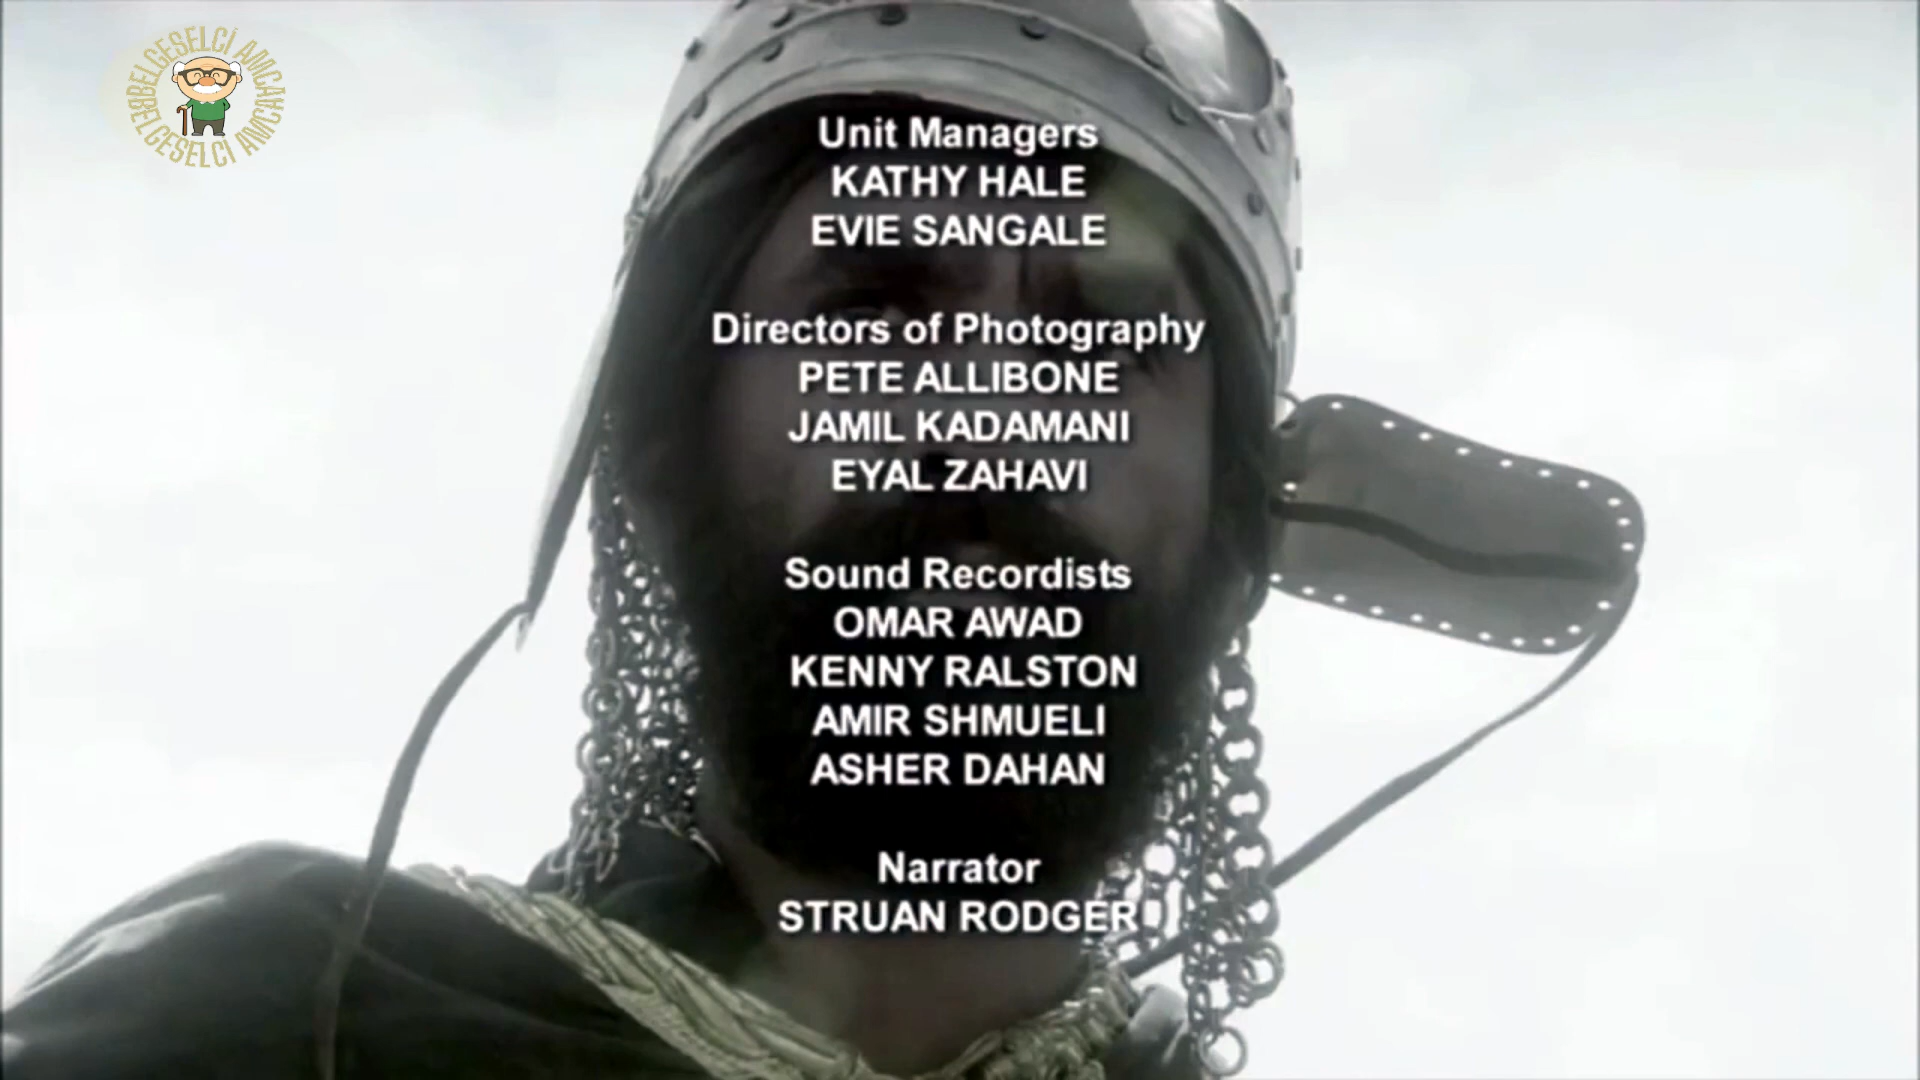 BELGESELCİ AMCA
BELGESELCİ AMCA
Unit Managers
KATHY HALE
EVIE SANGALE
Directors of Photography
PETE ALLIBONE
JAMIL KADAMANI
EYAL ZAHAVI
Sound Recordists
OMAR AWAD
KENNY RALSTON
AMIR SHMUELI
ASHER DAHAN
Narrator
STRUAN RODGER